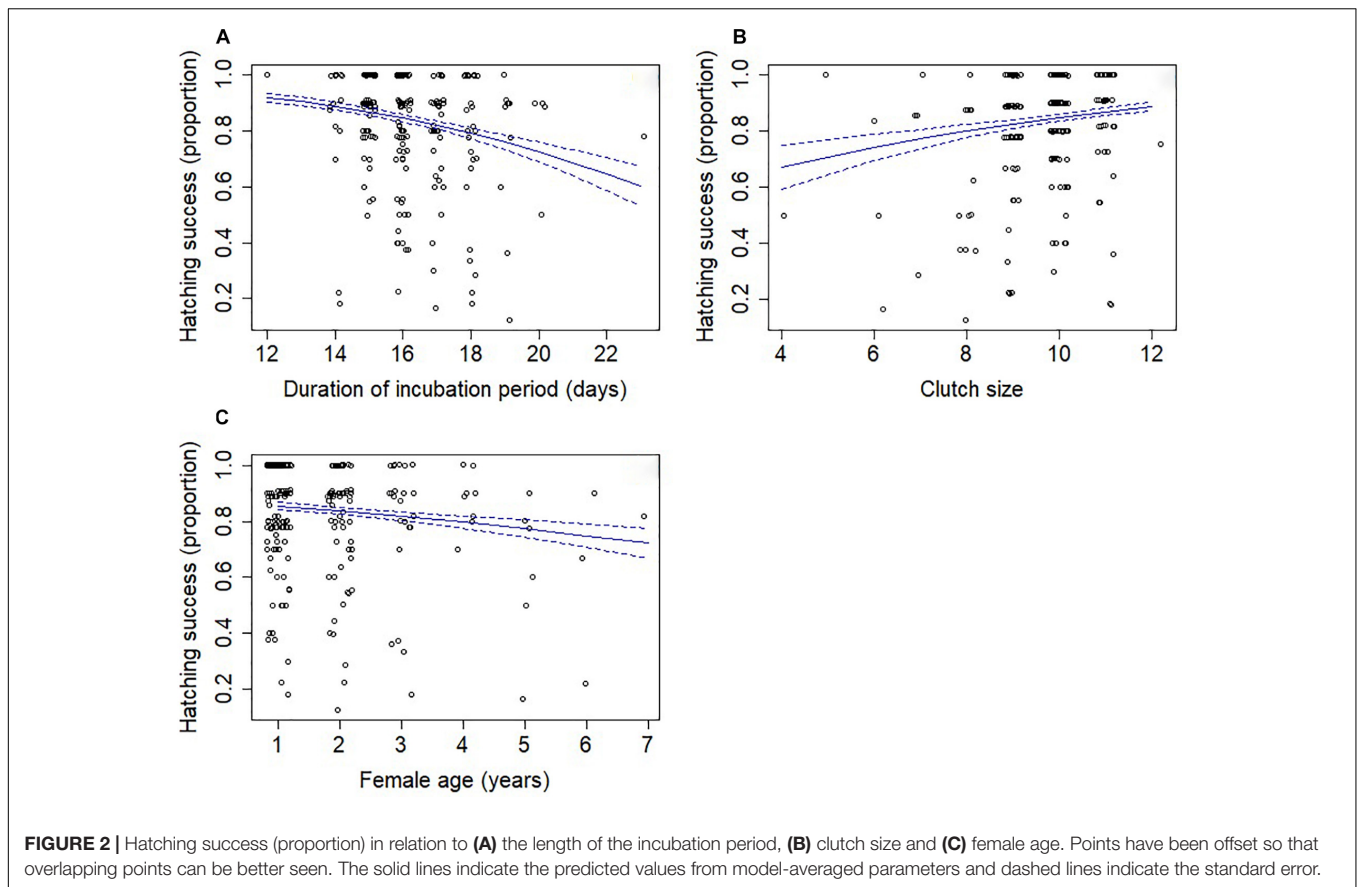 A
Hatching success (proportion)
1.0
0.8
0.6
0.4
0.2
12 14 16 18 20 22
Duration of incubation period (days)
B
Hatching success (proportion)
1.0
0.8
0.6
0.4
0.2
4 6 8 10 12
Clutch size
C
Hatching success (proportion)
1.0
0.8
0.6
0.4
0.2
1 2 3 4 5 6 7
Female age (years)
FIGURE 2 | Hatching success (proportion) in relation to (A) the length of the incubation period, (B) clutch size and (C) female age. Points have been offset so that
overlapping points can be better seen. The solid lines indicate the predicted values from model-averaged parameters and dashed lines indicate the standard error.